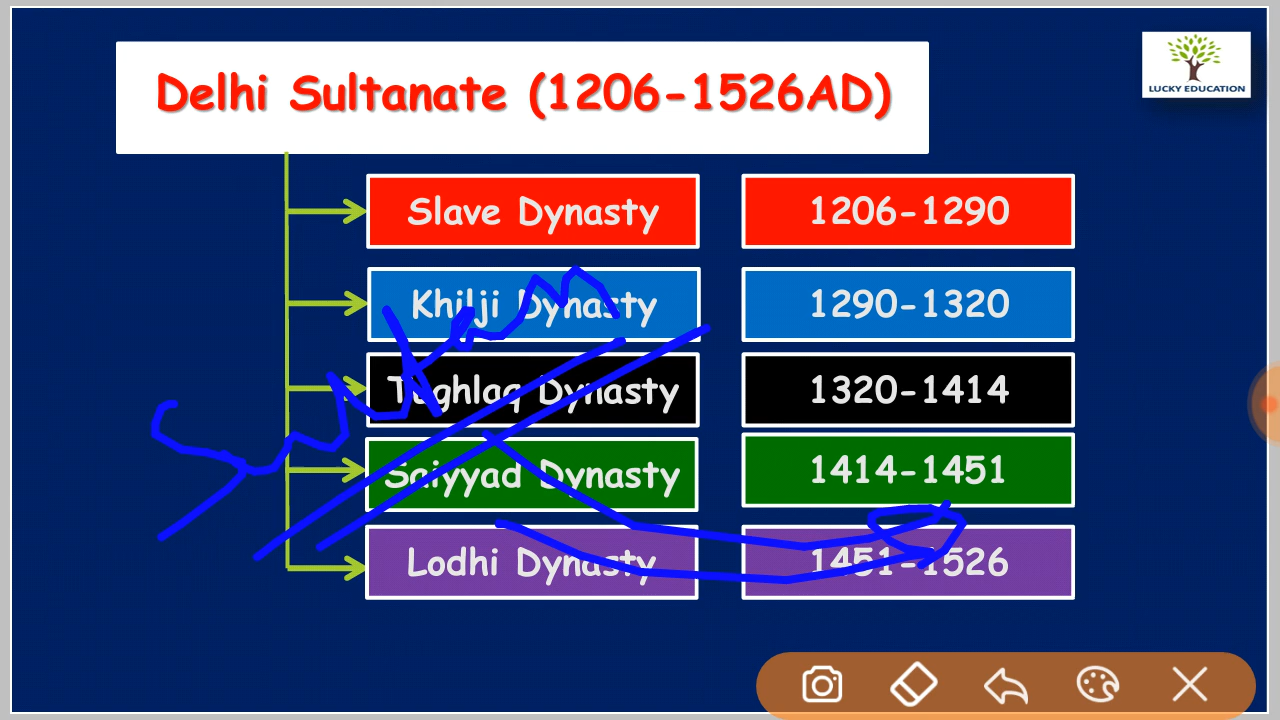 Delhi Sultanate (1206-1526AD)
LUCKY EDUCATION
Slave Dynasty 1206-1290
Khilji Dynasty 1290-1320
Tughlaq Dynasty 1320-1414
Saiyyad Dynasty 1414-1451
Lodhi Dynasty 1451-1526